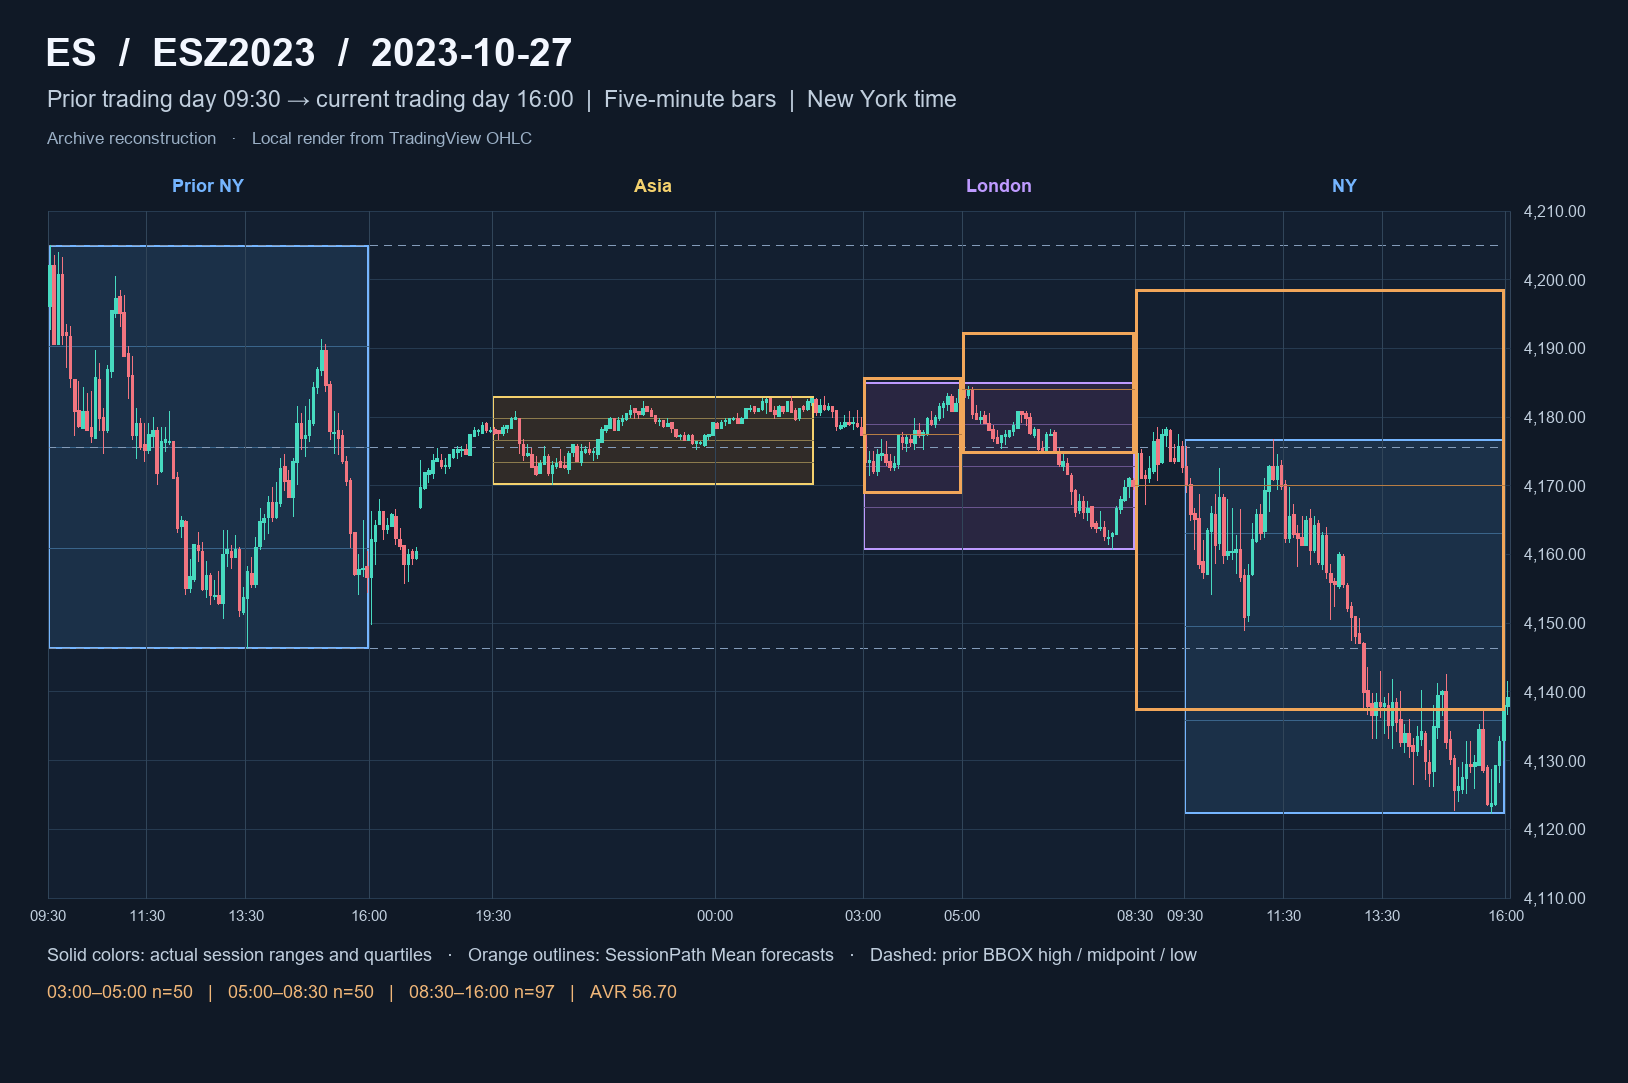 ES / ESZ2023 / 2023-10-27
Prior trading day 09:30 → current trading day 16:00 | Five-minute bars | New York time
Archive reconstruction · Local render from TradingView OHLC
Prior NY Asia London NY
4,210.00
4,200.00
4,190.00
4,180.00
4,170.00
4,160.00
4,150.00
4,140.00
4,130.00
4,120.00
4,110.00
09:30 11:30 13:30 16:00 19:30 00:00 03:00 05:00 08:30 09:30 11:30 13:30 16:00
Solid colors: actual session ranges and quartiles · Orange outlines: SessionPath Mean forecasts · Dashed: prior BBOX high / midpoint / low
03:00–05:00 n=50 | 05:00–08:30 n=50 | 08:30–16:00 n=97 | AVR 56.70